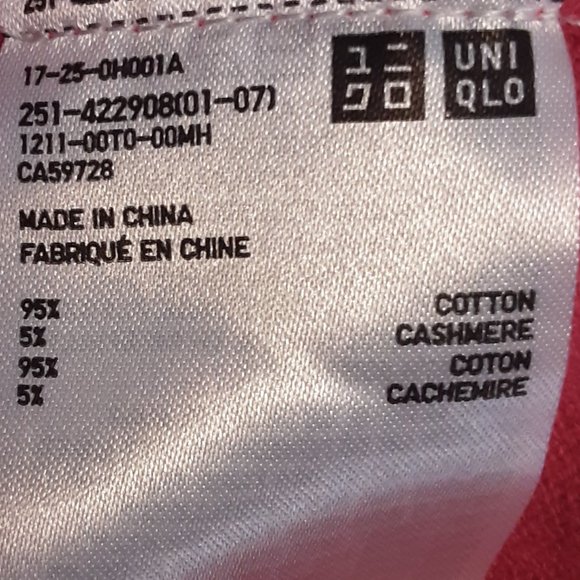 17-25-0H001A
251-422908(01-07)
1211-00T0-00MH
CA59728
ユニ
クロ
UNI
QLO
MADE IN CHINA
FABRIQUÉ EN CHINE
95% COTTON
5% CASHMERE
95% COTON
5% CACHEMIRE